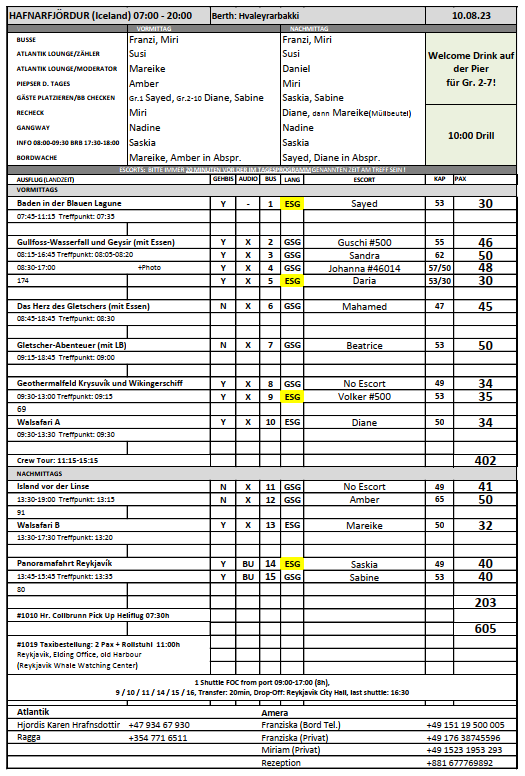 HAFNARFJÖRDUR (Iceland) 07:00 - 20:00 Berth: Hvaleyrarbakki 10.08.23
VORMITTAG NACHMITTAG
BUSSE Franzi, Miri Franzi, Miri
ATLANTIK LOUNGE/ZÄHLER Susi Susi
ATLANTIK LOUNGE/MODERATOR Mareike Daniel
PIEPSER D. TAGES Amber Miri
GÄSTE PLATZIEREN/BB CHECKEN Gr.1 Sayed, Gr.2-10 Diane, Sabine Saskia, Sabine
RECHECK Miri Diane, dann Mareike(Müllbeutel)
GANGWAY Nadine Nadine
INFO 08:00-09:30 BRB 17:30-18:00 Saskia Saskia
BORDWACHE Mareike, Amber in Abspr. Sayed, Diane in Abspr.
Welcome Drink auf
der Pier
für Gr. 2-7!
10:00 Drill
ESCORTS: BITTE IMMER 20 MINUTEN VOR DER IM TAGESPROGRAMM GENANNTEN ZEIT AM TREFF SEIN !
AUSFLUG (LANDZEIT) GEHBIS AUDIO BUS LANG ESCORT KAP PAX
VORMITTAGS
Baden in der Blauen Lagune Y - 1 ESG Sayed 53 30
07:45-11:15 Treffpunkt: 07:35
Gullfoss-Wasserfall und Geysir (mit Essen) Y X 2 GSG Guschi #500 55 46
08:15-16:45 Treffpunkt: 08:05-08:20 Y X 3 GSG Sandra 62 50
08:30-17:00 +Photo Y X 4 GSG Johanna #46014 57/50 48
174 Y X 5 ESG Daria 53/30 30
Das Herz des Gletschers (mit Essen) N X 6 GSG Mahamed 47 45
08:45-18:45 Treffpunkt: 08:30
Gletscher-Abenteuer (mit LB) N X 7 GSG Beatrice 53 50
09:15-18:45 Treffpunkt: 09:00
Geothermalfeld Krysuvík und Wikingerschiff Y X 8 GSG No Escort 49 34
09:30-13:00 Treffpunkt: 09:15 Y X 9 ESG Volker #500 53 35
69
Walsafari A Y X 10 ESG Diane 50 34
09:30-13:30 Treffpunkt: 09:30
Crew Tour: 11:15-15:15 402
NACHMITTAGS
Island vor der Linse N X 11 GSG No Escort 49 41
13:30-19:00 Treffpunkt: 13:15 N X 12 GSG Amber 65 50
91
Walsafari B Y X 13 ESG Mareike 50 32
13:30-17:30 Treffpunkt: 13:20
Panoramafahrt Reykjavík Y BU 14 ESG Saskia 49 40
13:45-15:45 Treffpunkt: 13:35 Y BU 15 GSG Sabine 53 40
80
203
#1010 Hr. Collbrunn Pick Up Heliflug 07:30h
605
#1019 Taxibestellung: 2 Pax + Rollstuhl 11:00h
Reykjavik, Elding Office, old Harbour
(Reykjavik Whale Watching Center)
1 Shuttle FOC from port 09:00-17:00 (8h),
9 / 10 / 11 / 14 / 15 / 16, Transfer: 20min, Drop-Off: Reykjavik City Hall, last shuttle: 16:30
Atlantik Amera
Hjordis Karen Hrafnsdottir +47 934 67 930 Franziska (Bord Tel.) +49 151 19 500 005
Ragga +354 771 6511 Franziska (Privat) +49 176 38745596
Miriam (Privat) +49 1523 1953 293
Rezeption +881 677769892